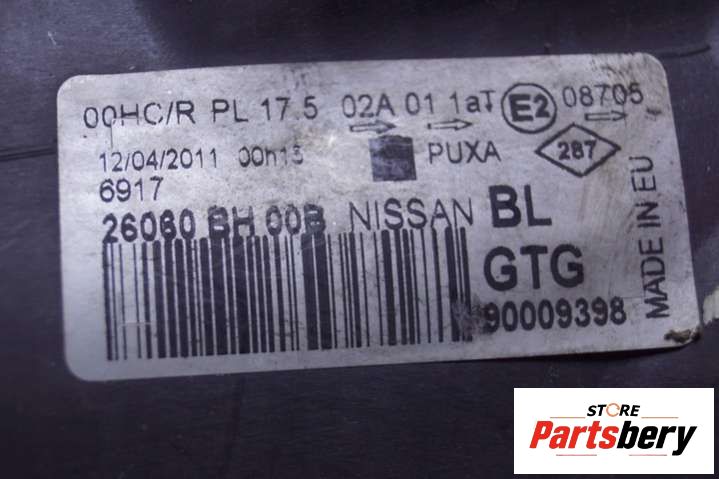 00HC/R PL 17.5 02A 01 1aT E2 08705
12/04/2011 00h15 PUXA 287
6917
26060 BH 00B NISSAN BL
GTG
90009398
MADE IN EU
STORE
Partsbery